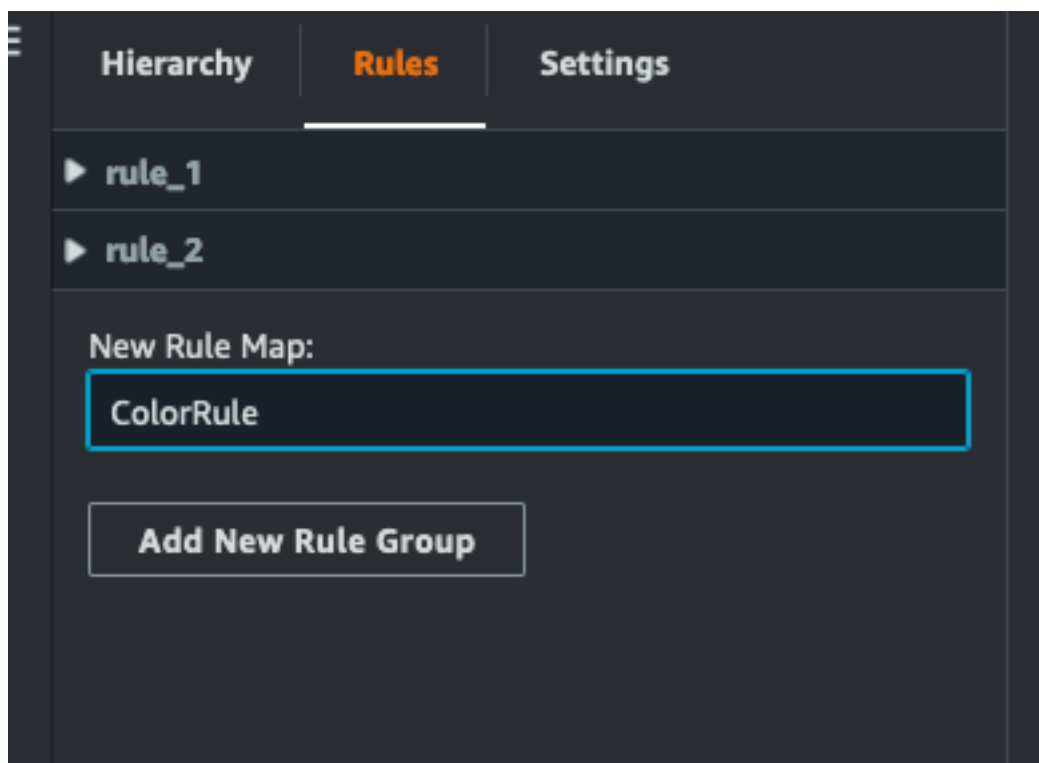 Hierarchy Rules Settings
rule_1
rule_2
New Rule Map:
ColorRule
Add New Rule Group